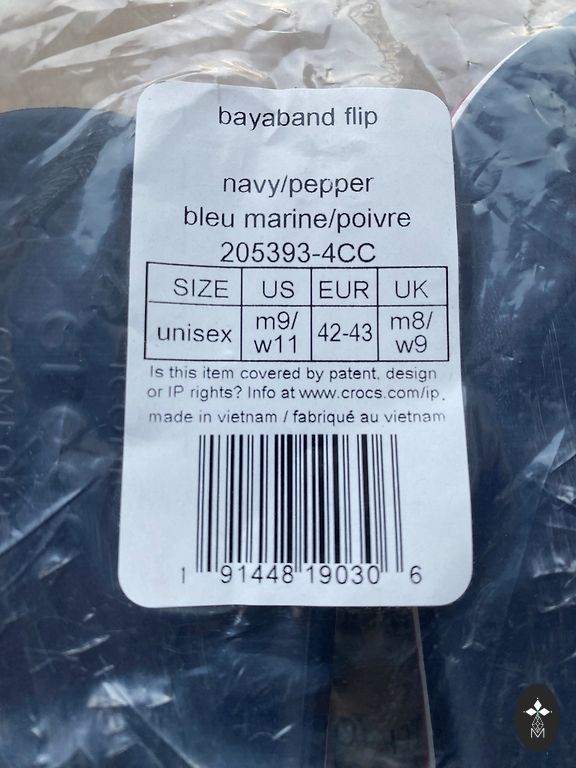 bayaband flip
navy/pepper
bleu marine/poivre
205393-4CC
SIZE US EUR UK
unisex m9/ w11 42-43 m8/ w9
Is this item covered by patent, design
or IP rights? Info at www.crocs.com/ip.
made in vietnam / fabriqué au vietnam
1 91448 19030 6
M